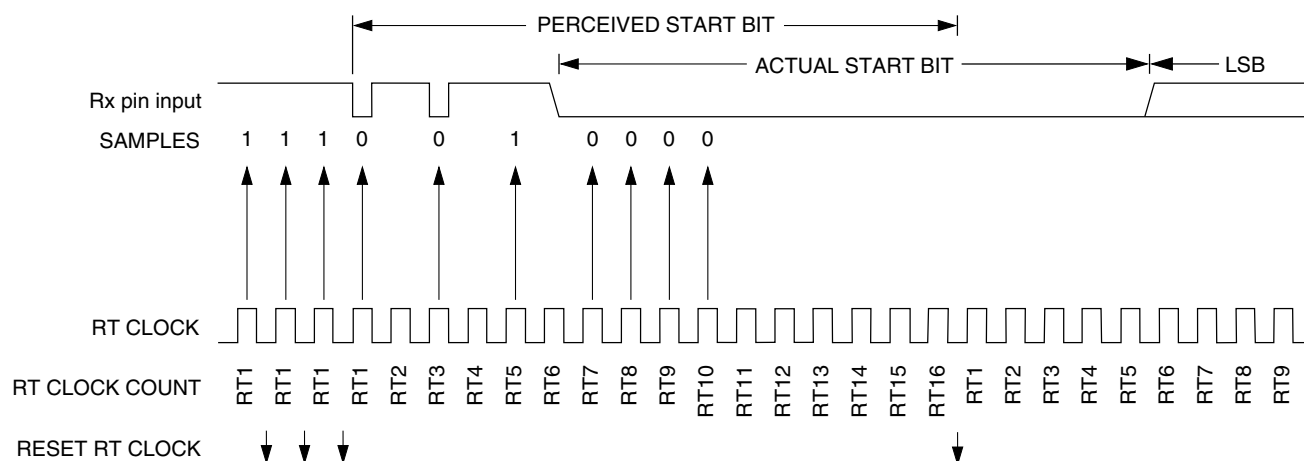 PERCEIVED START BIT
ACTUAL START BIT
LSB
Rx pin input
SAMPLES 1 1 1 0 0 1 0 0 0 0
RT CLOCK
RT CLOCK COUNT RT1 RT1 RT1 RT1 RT2 RT3 RT4 RT5 RT6 RT7 RT8 RT9 RT10 RT11 RT12 RT13 RT14 RT15 RT16 RT1 RT2 RT3 RT4 RT5 RT6 RT7 RT8 RT9
RESET RT CLOCK